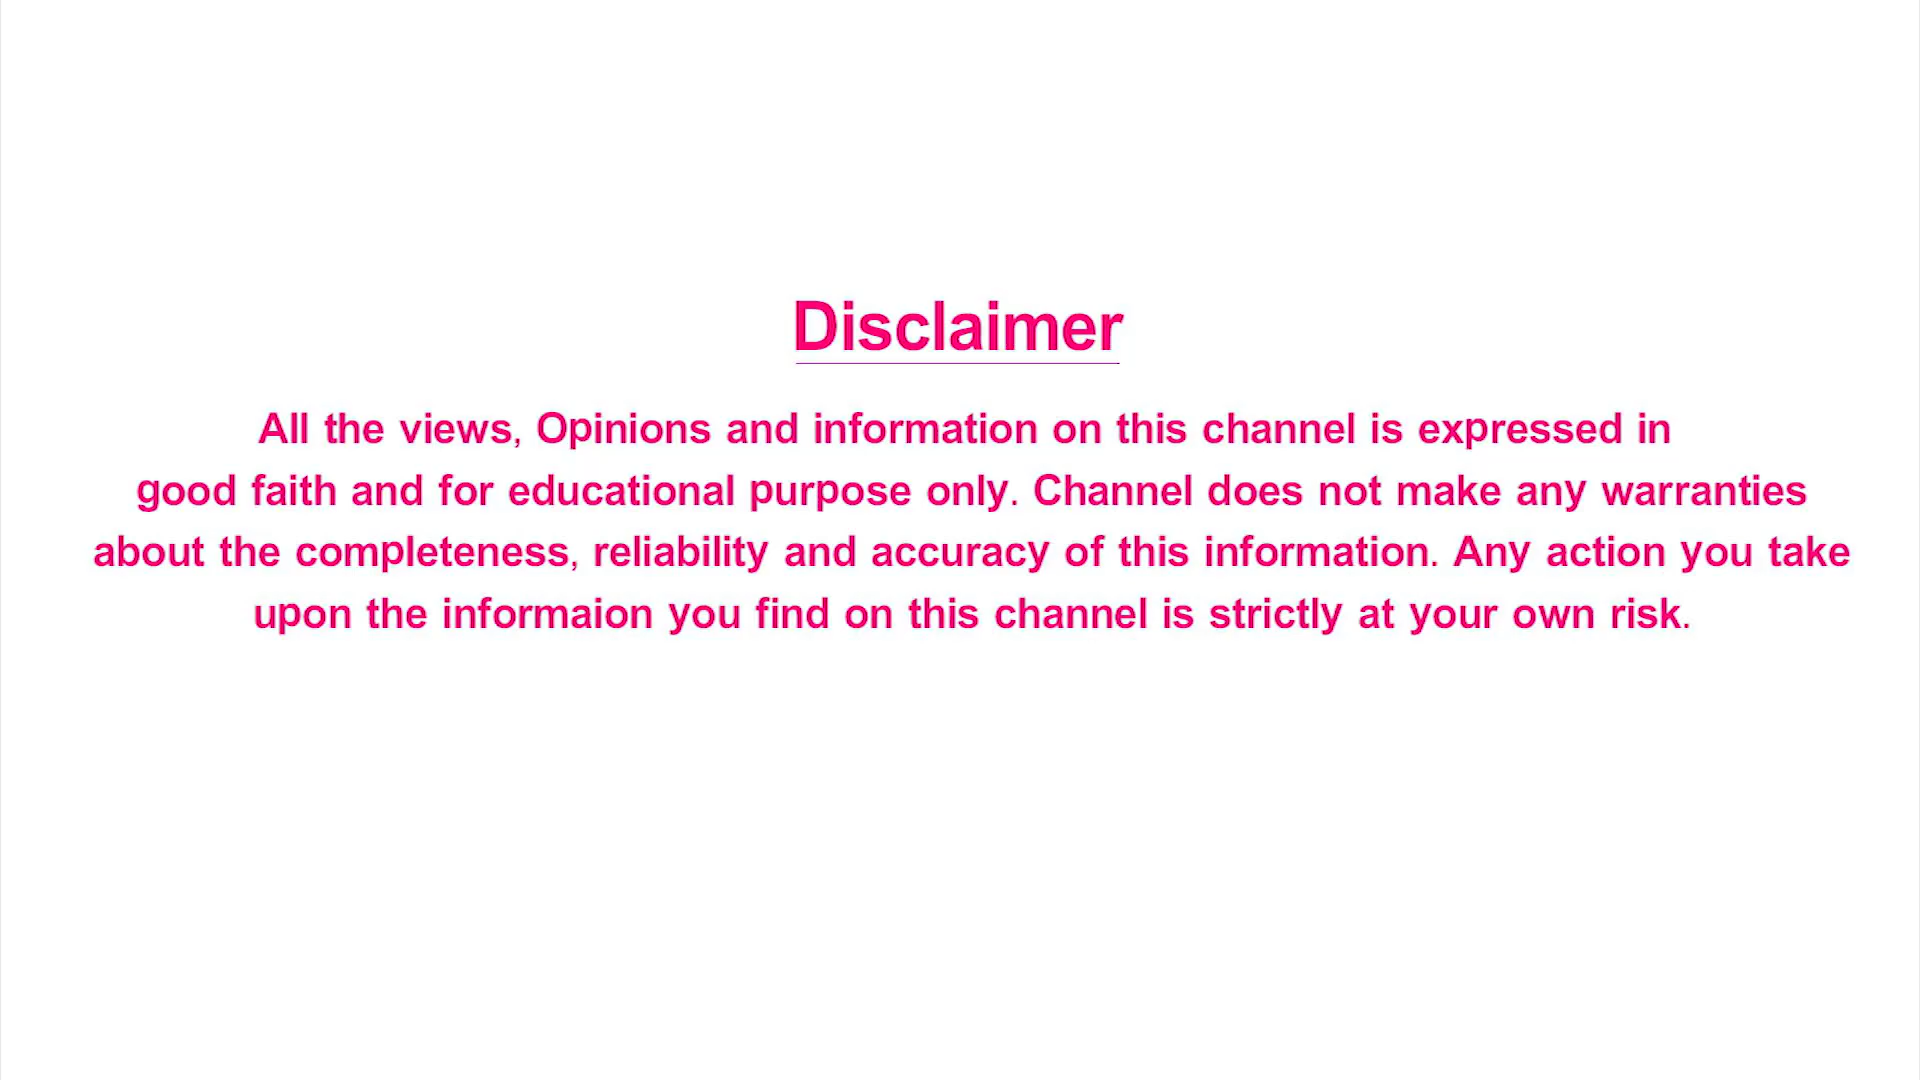 Disclaimer
All the views, Opinions and information on this channel is expressed in
good faith and for educational purpose only. Channel does not make any warranties
about the completeness, reliability and accuracy of this information. Any action you take
upon the informaion you find on this channel is strictly at your own risk.